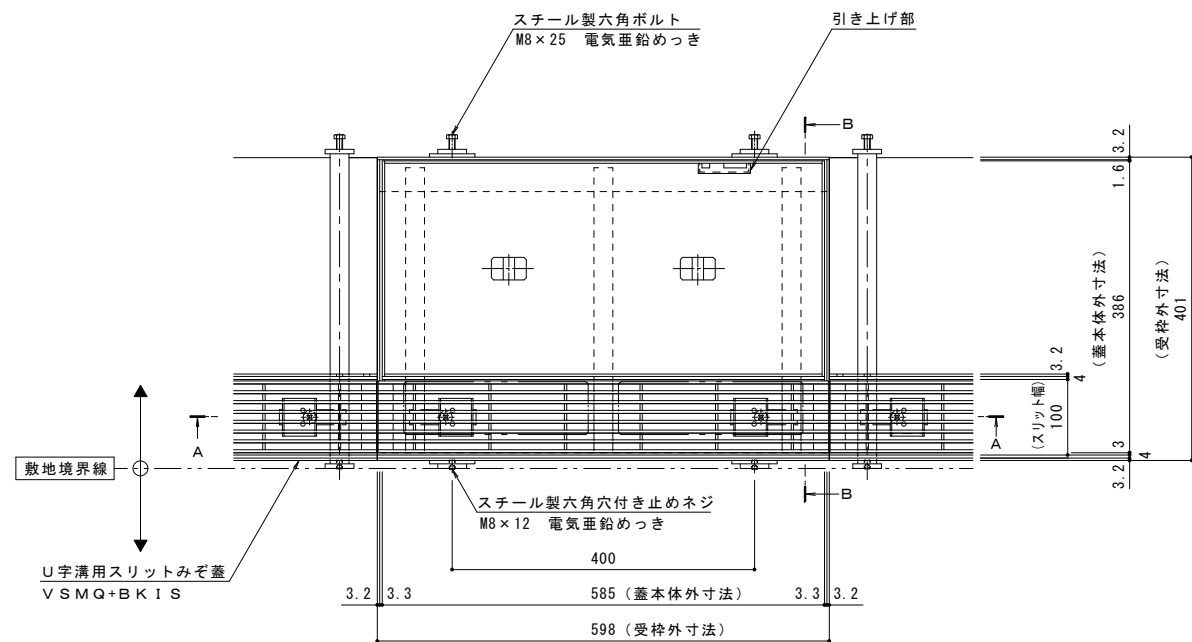 スチール製六角ボルト
M8×25 電気亜鉛めっき
引き上げ部
B
3.2
1.6
386
(蓋本体外寸法)
401
(受枠外寸法)
3.2
4
100
(スリット幅)
A
A
3.3
4
3.2
敷地境界線
B
スチール製六角穴付き止めネジ
M8×12 電気亜鉛めっき
400
U字溝用スリットみぞ蓋
VSMQ+BKIS
3.2 3.3 585 (蓋本体外寸法) 3.3 3.2
598 (受枠外寸法)